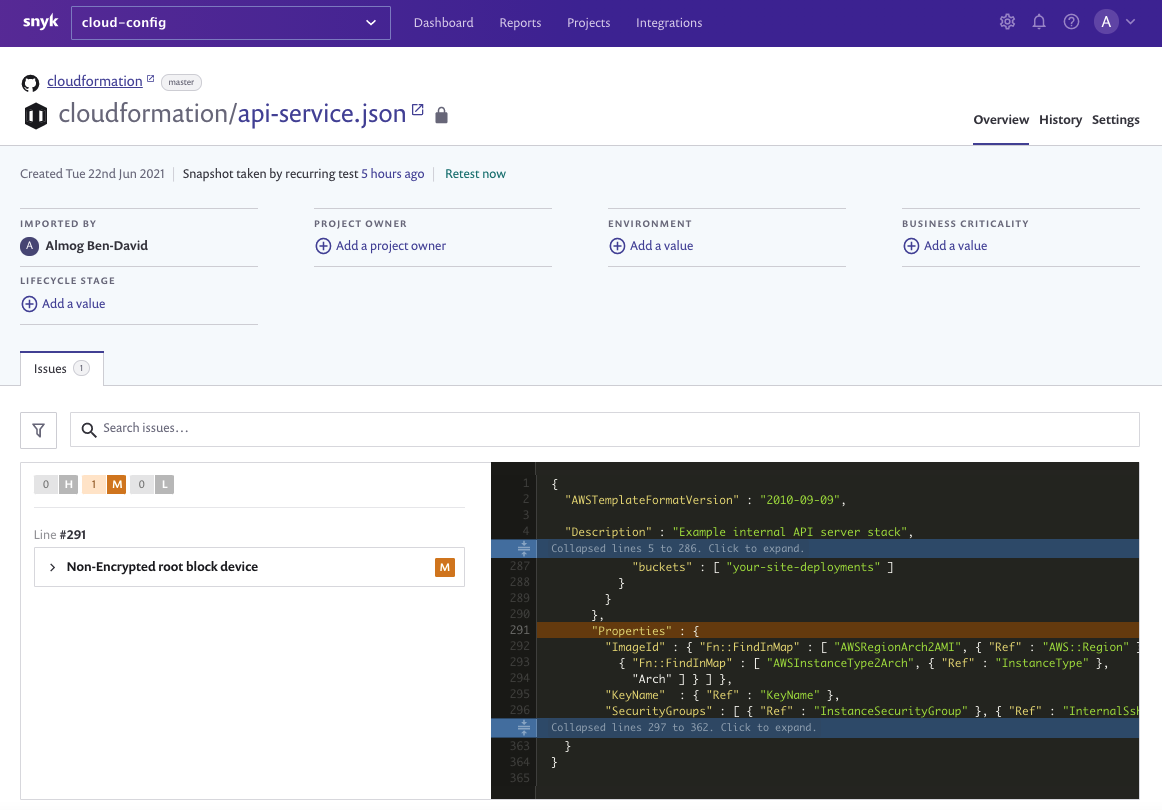 snyk cloud-config Dashboard Reports Projects Integrations A
cloudformation master
cloudformation/api-service.json
Overview History Settings
Created Tue 22nd Jun 2021 Snapshot taken by recurring test 5 hours ago Retest now
IMPORTED BY PROJECT OWNER ENVIRONMENT BUSINESS CRITICALITY
A Almog Ben-David Add a project owner Add a value Add a value
LIFECYCLE STAGE
Add a value
Issues 1
Search issues...
0 H 1 M 0 L
Line #291
Non-Encrypted root block device M
1 {
2 "AWSTemplateFormatVersion" : "2010-09-09",
3
4 "Description" : "Example internal API server stack",
Collapsed lines 5 to 286. Click to expand.
287 "buckets" : [ "your-site-deployments" ]
288 }
289 }
290 },
291 "Properties" : {
292 "ImageId" : { "Fn::FindInMap" : [ "AWSRegionArch2AMI", { "Ref" : "AWS::Region" ]
293 { "Fn::FindInMap" : [ "AWSInstanceType2Arch", { "Ref" : "InstanceType" },
294 "Arch" ] } ] },
295 "KeyName" : { "Ref" : "KeyName" },
296 "SecurityGroups" : [ { "Ref" : "InstanceSecurityGroup" }, { "Ref" : "InternalSsh
Collapsed lines 297 to 362. Click to expand.
363 }
364 }
365